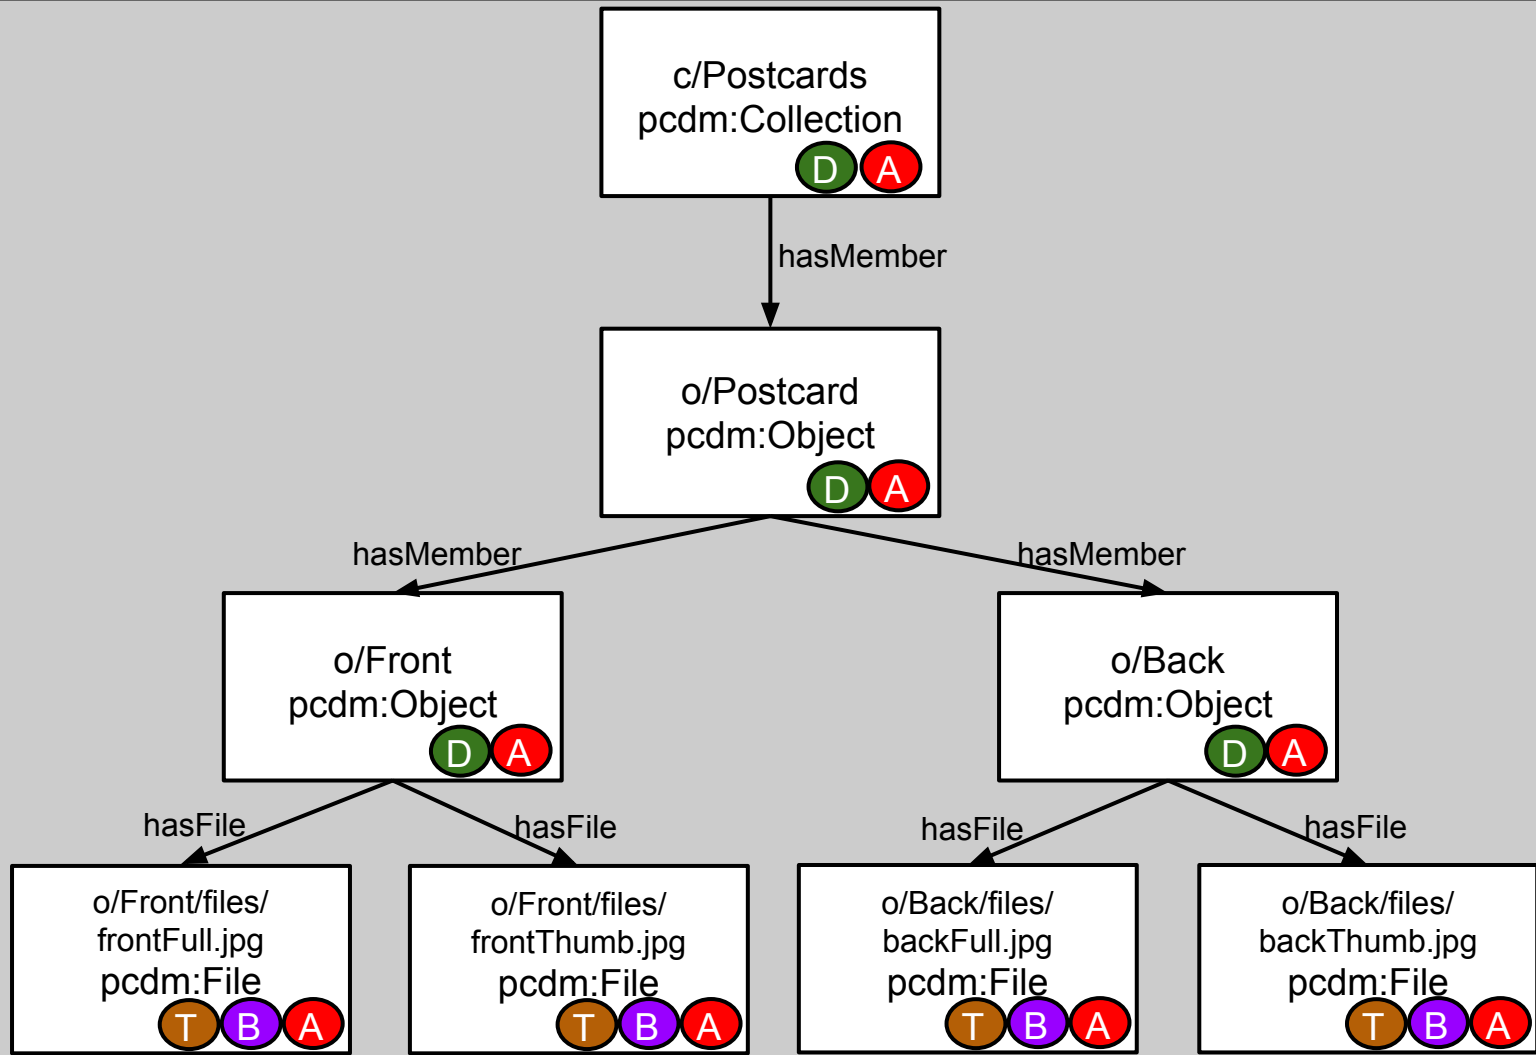 c/Postcards
pcdm:Collection
D A
hasMember
o/Postcard
pcdm:Object
D A
hasMember
hasMember
o/Front
pcdm:Object
D A
o/Back
pcdm:Object
D A
hasFile
hasFile
hasFile
hasFile
o/Front/files/
frontFull.jpg
pcdm:File
T B A
o/Front/files/
frontThumb.jpg
pcdm:File
T B A
o/Back/files/
backFull.jpg
pcdm:File
T B A
o/Back/files/
backThumb.jpg
pcdm:File
T B A